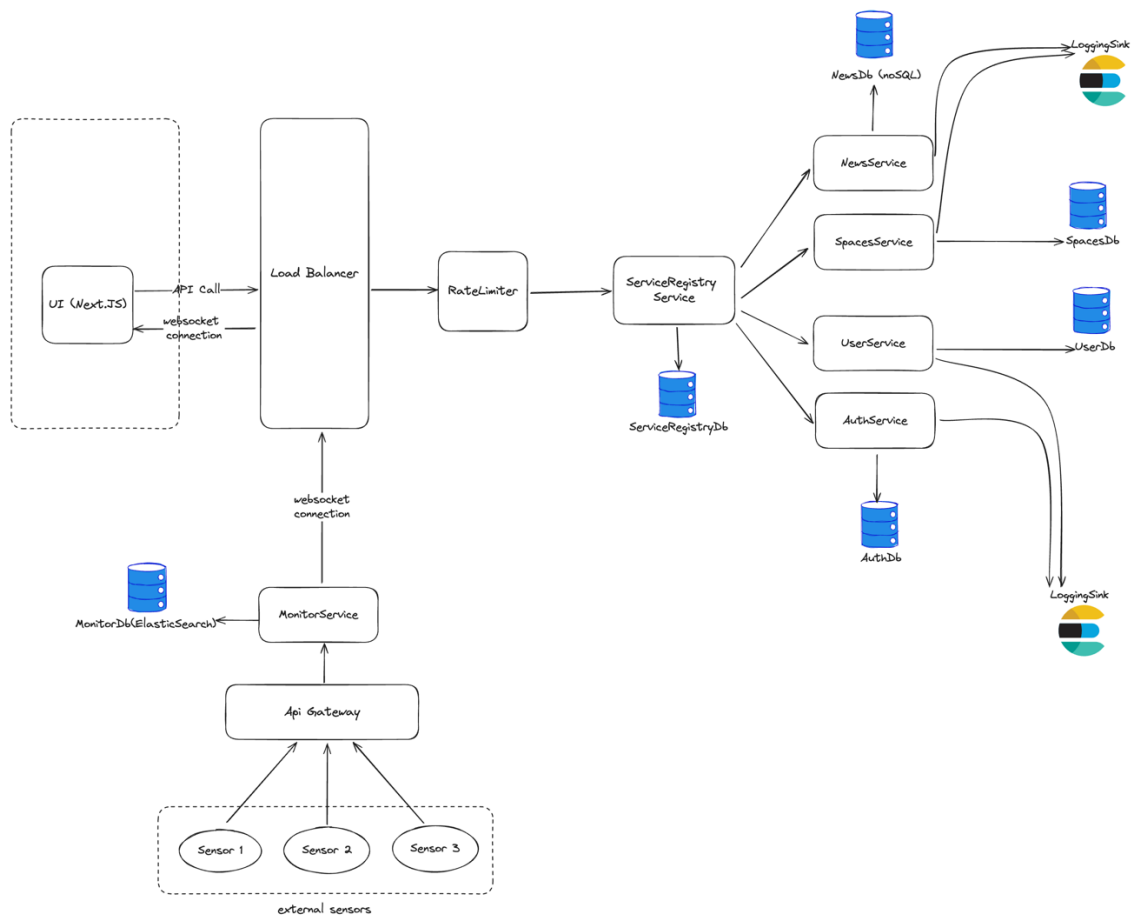 LoggingSink
NewsDb (noSQL)
NewsService
SpacesService
SpacesDb
Load Balancer
ServiceRegistry
Service
UI (Next.JS)
API Call
RateLimiter
websocket
connection
UserService
UserDb
ServiceRegistryDb
AuthService
websocket
connection
AuthDb
LoggingSink
MonitorService
MonitorDb(ElasticSearch)
Api Gateway
Sensor 1
Sensor 2
Sensor 3
external sensors